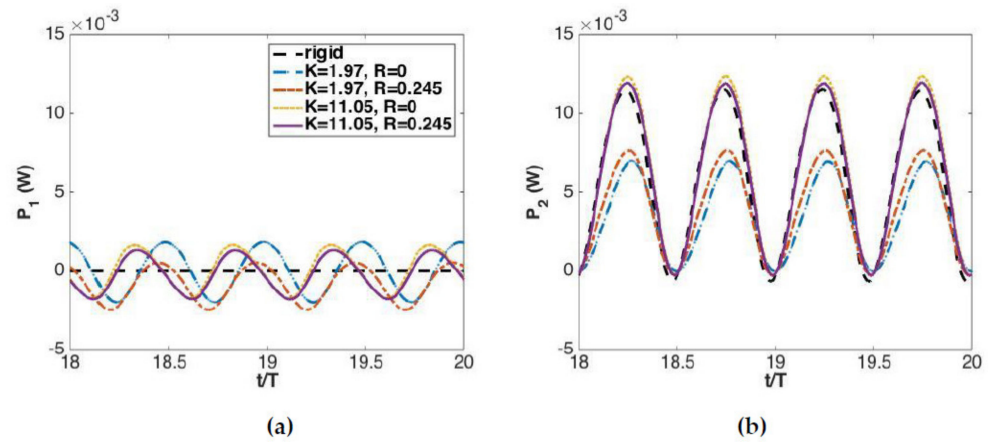 ×10⁻³
15
10
5
0
-5
P₁ (W)
rigid
K=1.97, R=0
K=1.97, R=0.245
K=11.05, R=0
K=11.05, R=0.245
18 18.5 19 19.5 20
t/T
(a)
×10⁻³
15
10
5
0
-5
P₂ (W)
18 18.5 19 19.5 20
t/T
(b)